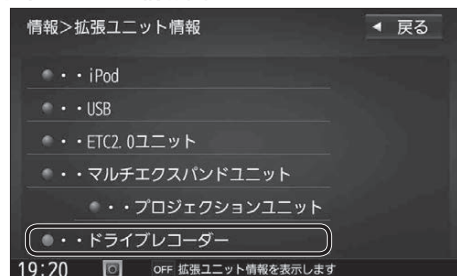 情報>拡張ユニット情報
◀ 戻る
・・iPod
・・USB
・・ETC2.0ユニット
・・マルチエクスパンドユニット
・・プロジェクションユニット
・・ドライブレコーダー
19:20 OFF 拡張ユニット情報を表示します